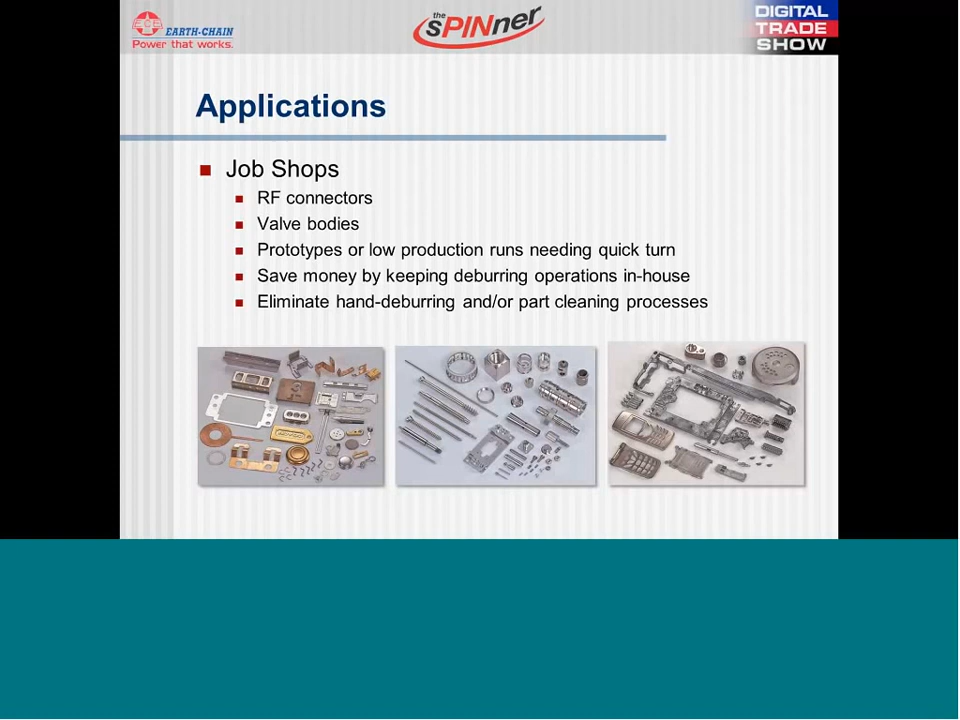 EARTH-CHAIN
Power that works.
the sPINner
DIGITAL
TRADE
SHOW
Applications
Job Shops
RF connectors
Valve bodies
Prototypes or low production runs needing quick turn
Save money by keeping deburring operations in-house
Eliminate hand-deburring and/or part cleaning processes